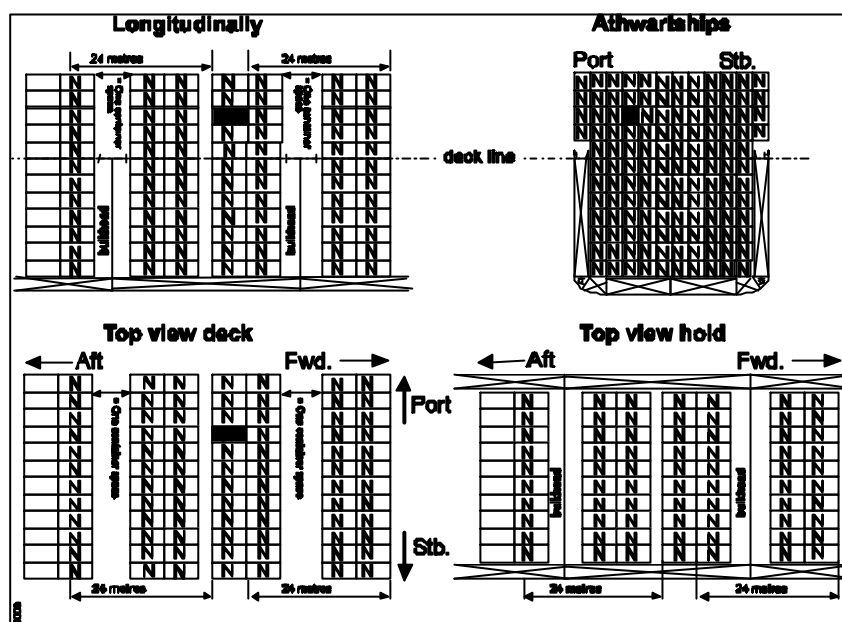 Longitudinally
Athwartships
24 metres
24 metres
Port
Stb.
= One container space
= One container space
deck line
bulkhead
bulkhead
Top view deck
Top view hold
Aft
Fwd.
Aft
Fwd.
Port
= One container space
= One container space
bulkhead
bulkhead
Stb.
24 metres
24 metres
24 metres
24 metres